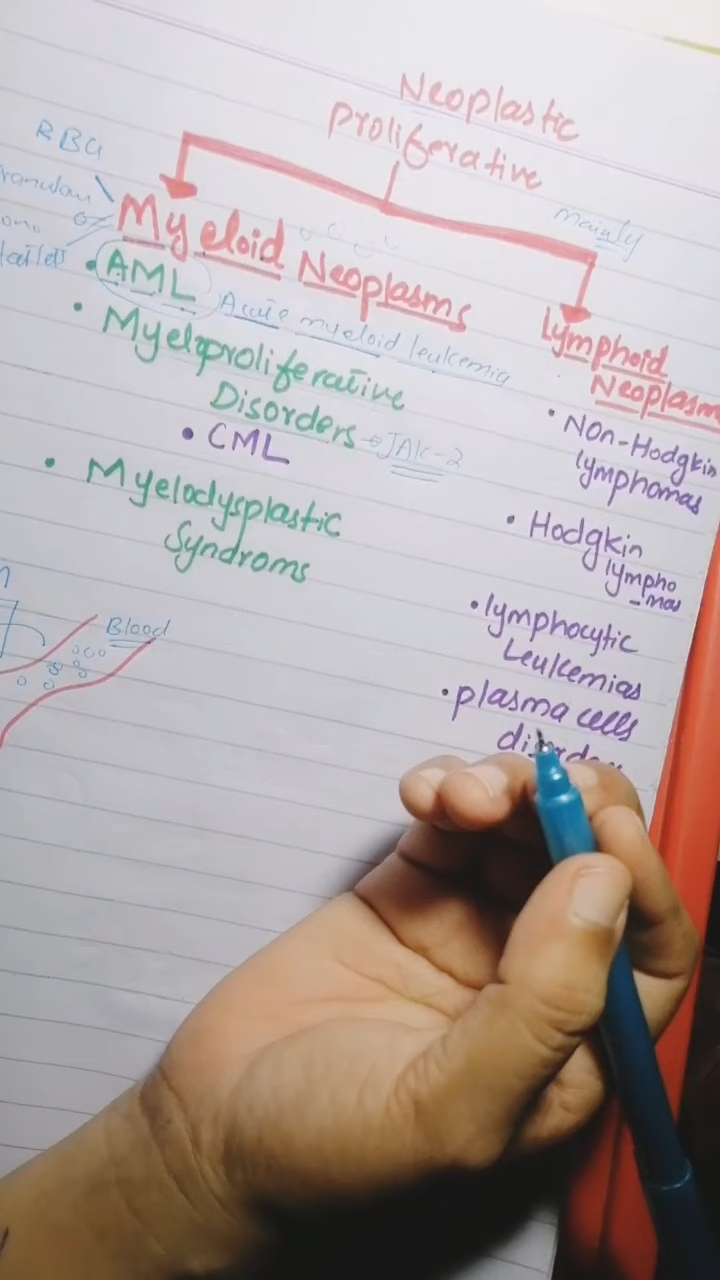 Neoplastic
proliferative
RBC
mainly
Myeloid Neoplasms
• AML
Acute myeloid leukemia
• Myeloproliferative
Disorders → JAK-2
• CML
• Myelodysplastic
Syndroms
Blood
Lymphoid
Neoplasm
• NON-Hodgkin
lymphomas
• Hodgkin
lympho
-mas
• lymphocytic
Leukemias
• plasma cells